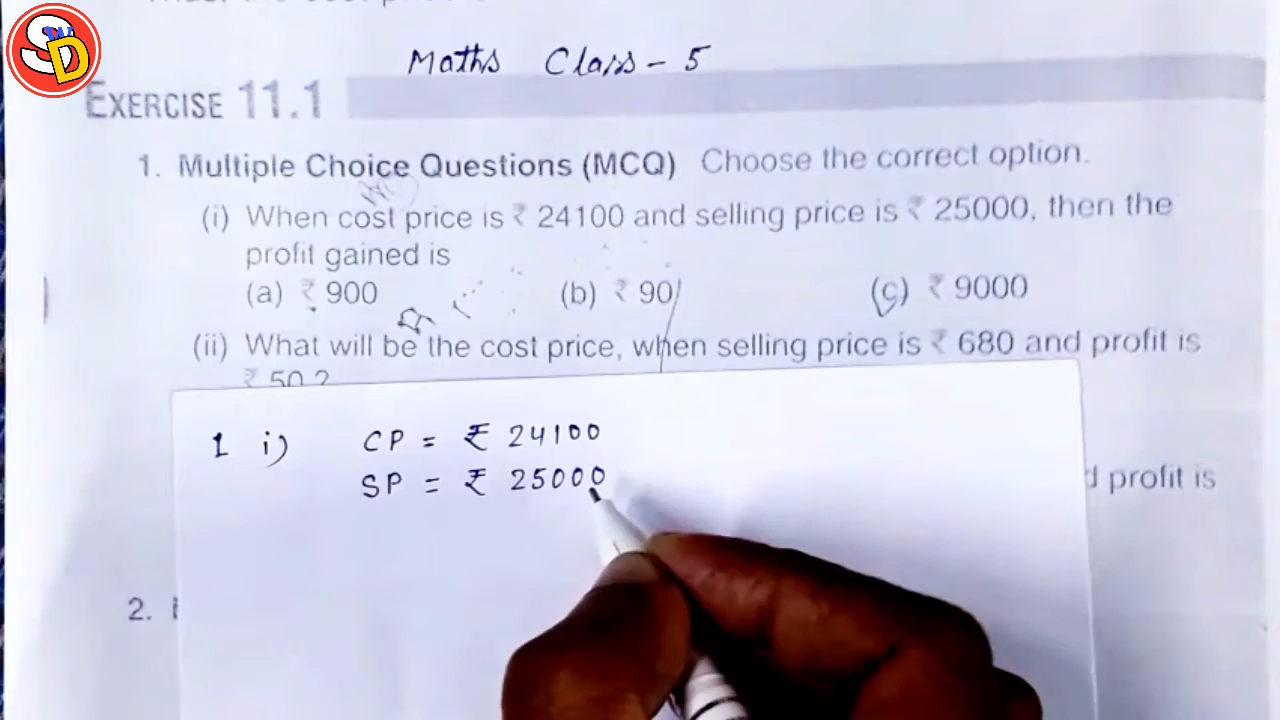 SWD
Maths Class - 5
EXERCISE 11.1
1. Multiple Choice Questions (MCQ) Choose the correct option.
(i) When cost price is ₹ 24100 and selling price is ₹ 25000, then the
profit gained is
(a) ₹ 900 (b) ₹ 90 (c) ₹ 9000
(ii) What will be the cost price, when selling price is ₹ 680 and profit is
₹ 50 ?
1 i) CP = ₹ 24100
SP = ₹ 25000
profit is
2.